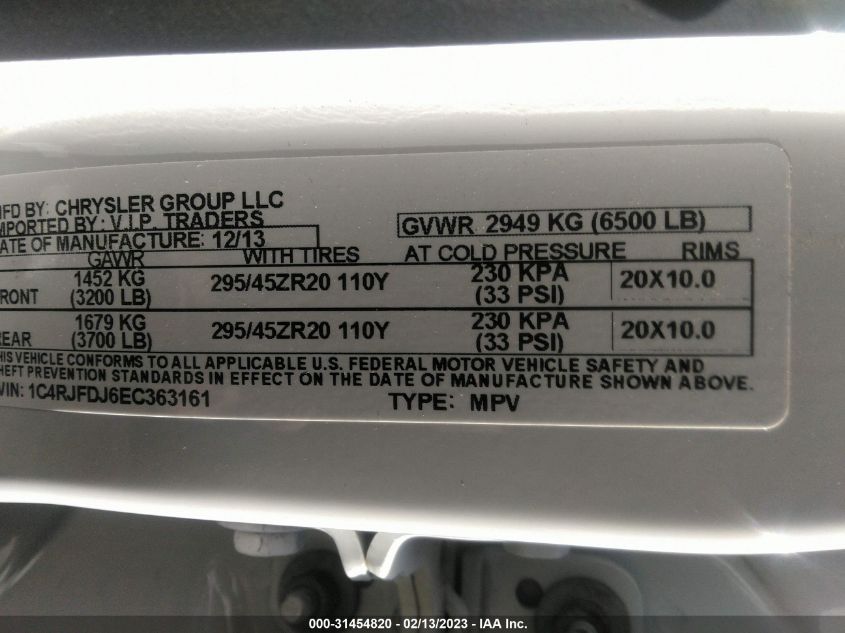 MFD BY: CHRYSLER GROUP LLC
IMPORTED BY: V.I.P. TRADERS
DATE OF MANUFACTURE: 12/13
GVWR 2949 KG (6500 LB)
GAWR WITH TIRES AT COLD PRESSURE RIMS
FRONT 1452 KG (3200 LB) 295/45ZR20 110Y 230 KPA (33 PSI) 20X10.0
REAR 1679 KG (3700 LB) 295/45ZR20 110Y 230 KPA (33 PSI) 20X10.0
THIS VEHICLE CONFORMS TO ALL APPLICABLE U.S. FEDERAL MOTOR VEHICLE SAFETY AND
THEFT PREVENTION STANDARDS IN EFFECT ON THE DATE OF MANUFACTURE SHOWN ABOVE.
VIN: 1C4RJFDJ6EC363161 TYPE: MPV
000-31454820 - 02/13/2023 - IAA Inc.